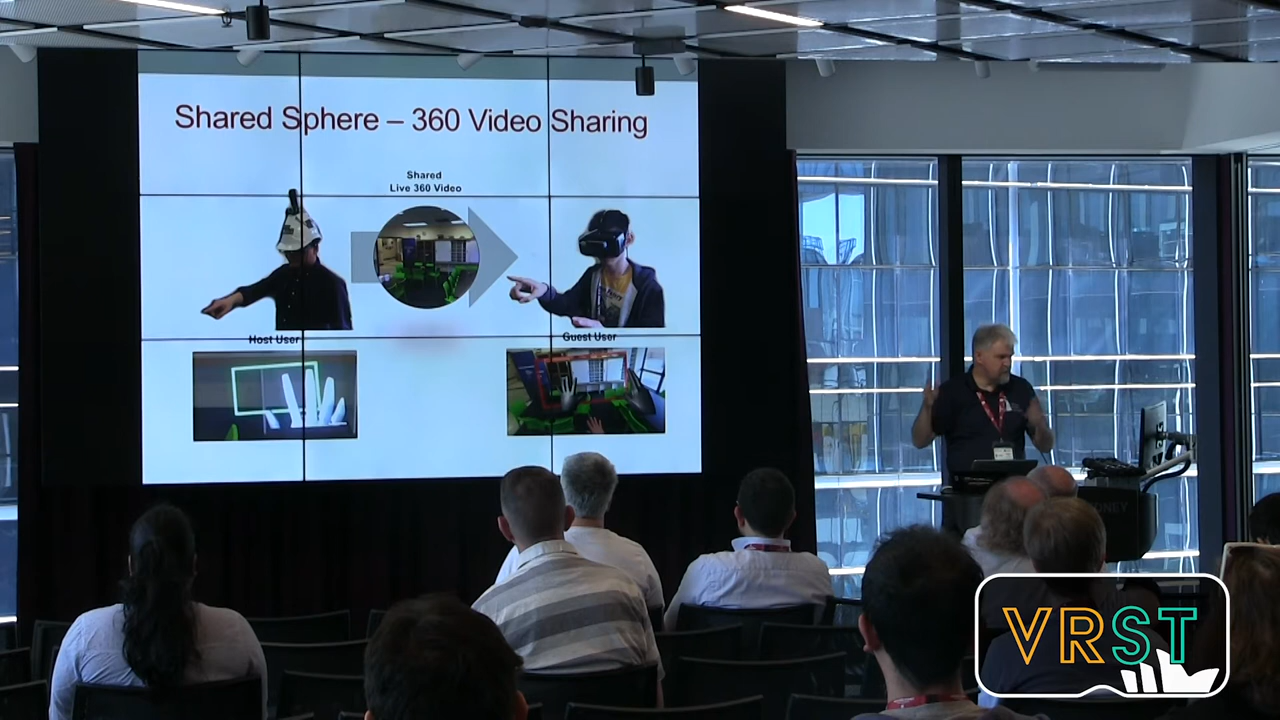 Shared Sphere – 360 Video Sharing
Shared
Live 360 Video
Host User
Guest User
VRST